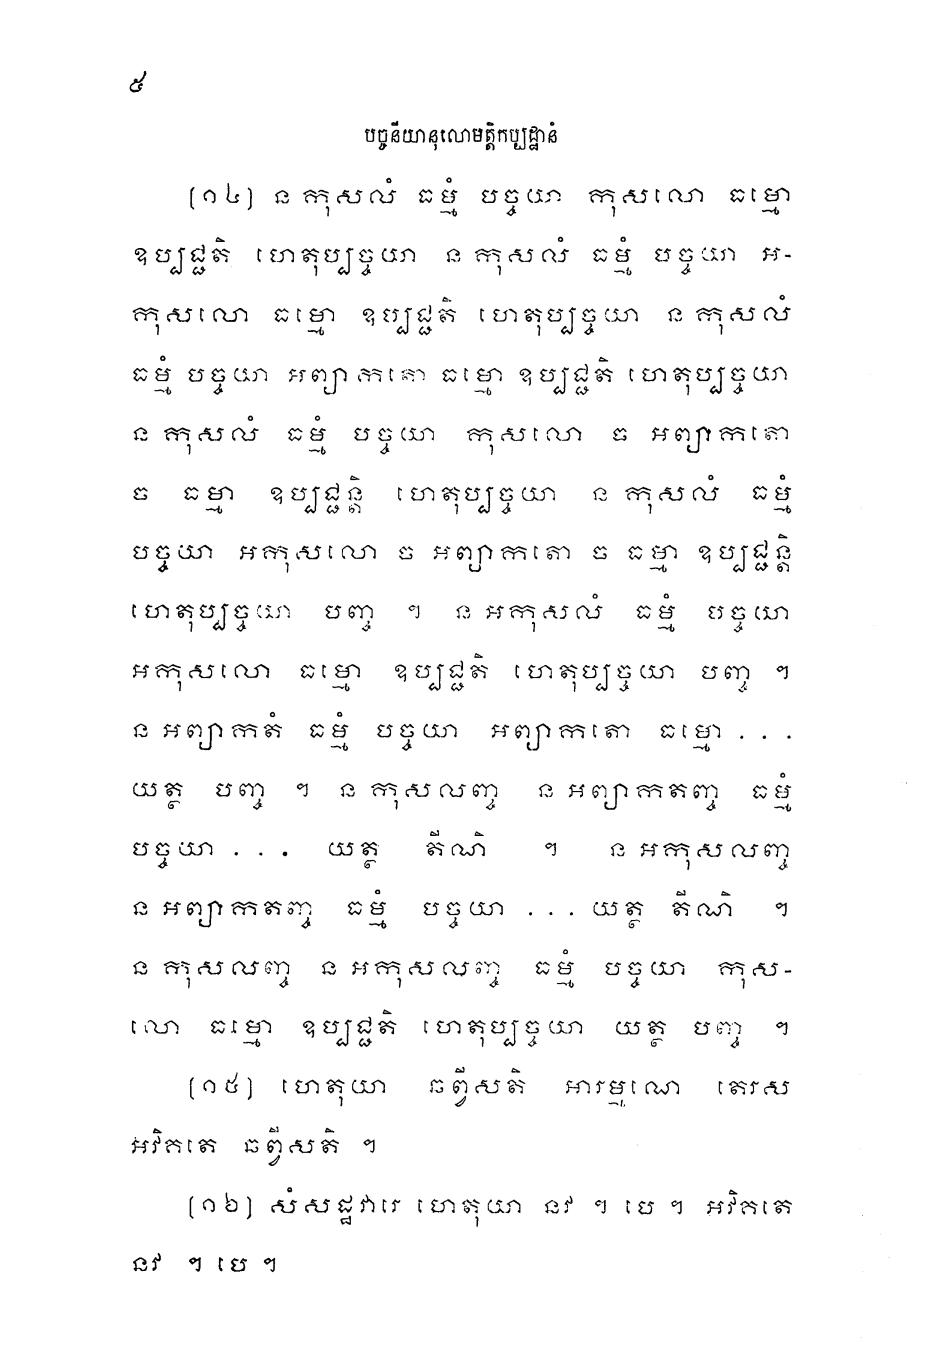 ៥
បច្ចនីយានុលោមត្តិកប្បដ្ឋានំ
(១៤) ន កុសលំ ធម្មំ បច្ចយា កុសលោ ធម្មោ
ឧប្បជ្ជតិ ហេតុប្បច្ចយា ន កុសលំ ធម្មំ បច្ចយា អ-
កុសលោ ធម្មោ ឧប្បជ្ជតិ ហេតុប្បច្ចយា ន កុសលំ
ធម្មំ បច្ចយា អព្យាកតោ ធម្មោ ឧប្បជ្ជតិ ហេតុប្បច្ចយា
ន កុសលំ ធម្មំ បច្ចយា កុសលោ ច អព្យាកតោ
ច ធម្មា ឧប្បជ្ជន្តិ ហេតុប្បច្ចយា ន កុសលំ ធម្មំ
បច្ចយា អកុសលោ ច អព្យាកតោ ច ធម្មា ឧប្បជ្ជន្តិ
ហេតុប្បច្ចយា បញ្ច ។ ន អកុសលំ ធម្មំ បច្ចយា
អកុសលោ ធម្មោ ឧប្បជ្ជតិ ហេតុប្បច្ចយា បញ្ច ។
ន អព្យាកតំ ធម្មំ បច្ចយា អព្យាកតោ ធម្មោ . . .
យត្ថ បញ្ច ។ ន កុសលញ្ច ន អព្យាកតញ្ច ធម្មំ
បច្ចយា . . . យត្ថ តីណិ ។ ន អកុសលញ្ច
ន អព្យាកតញ្ច ធម្មំ បច្ចយា . . . យត្ថ តីណិ ។
ន កុសលញ្ច ន អកុសលញ្ច ធម្មំ បច្ចយា កុស-
លោ ធម្មោ ឧប្បជ្ជតិ ហេតុប្បច្ចយា យត្ថ បញ្ច ។
(១៥) ហេតុយា ឆព្វីសតិ អារម្មណេ តេរស
អវិគតេ ឆព្វីសតិ ។
(១៦) សំសដ្ឋវារេ ហេតុយា នវ ។ បេ ។ អវិគតេ
នវ ។ បេ ។